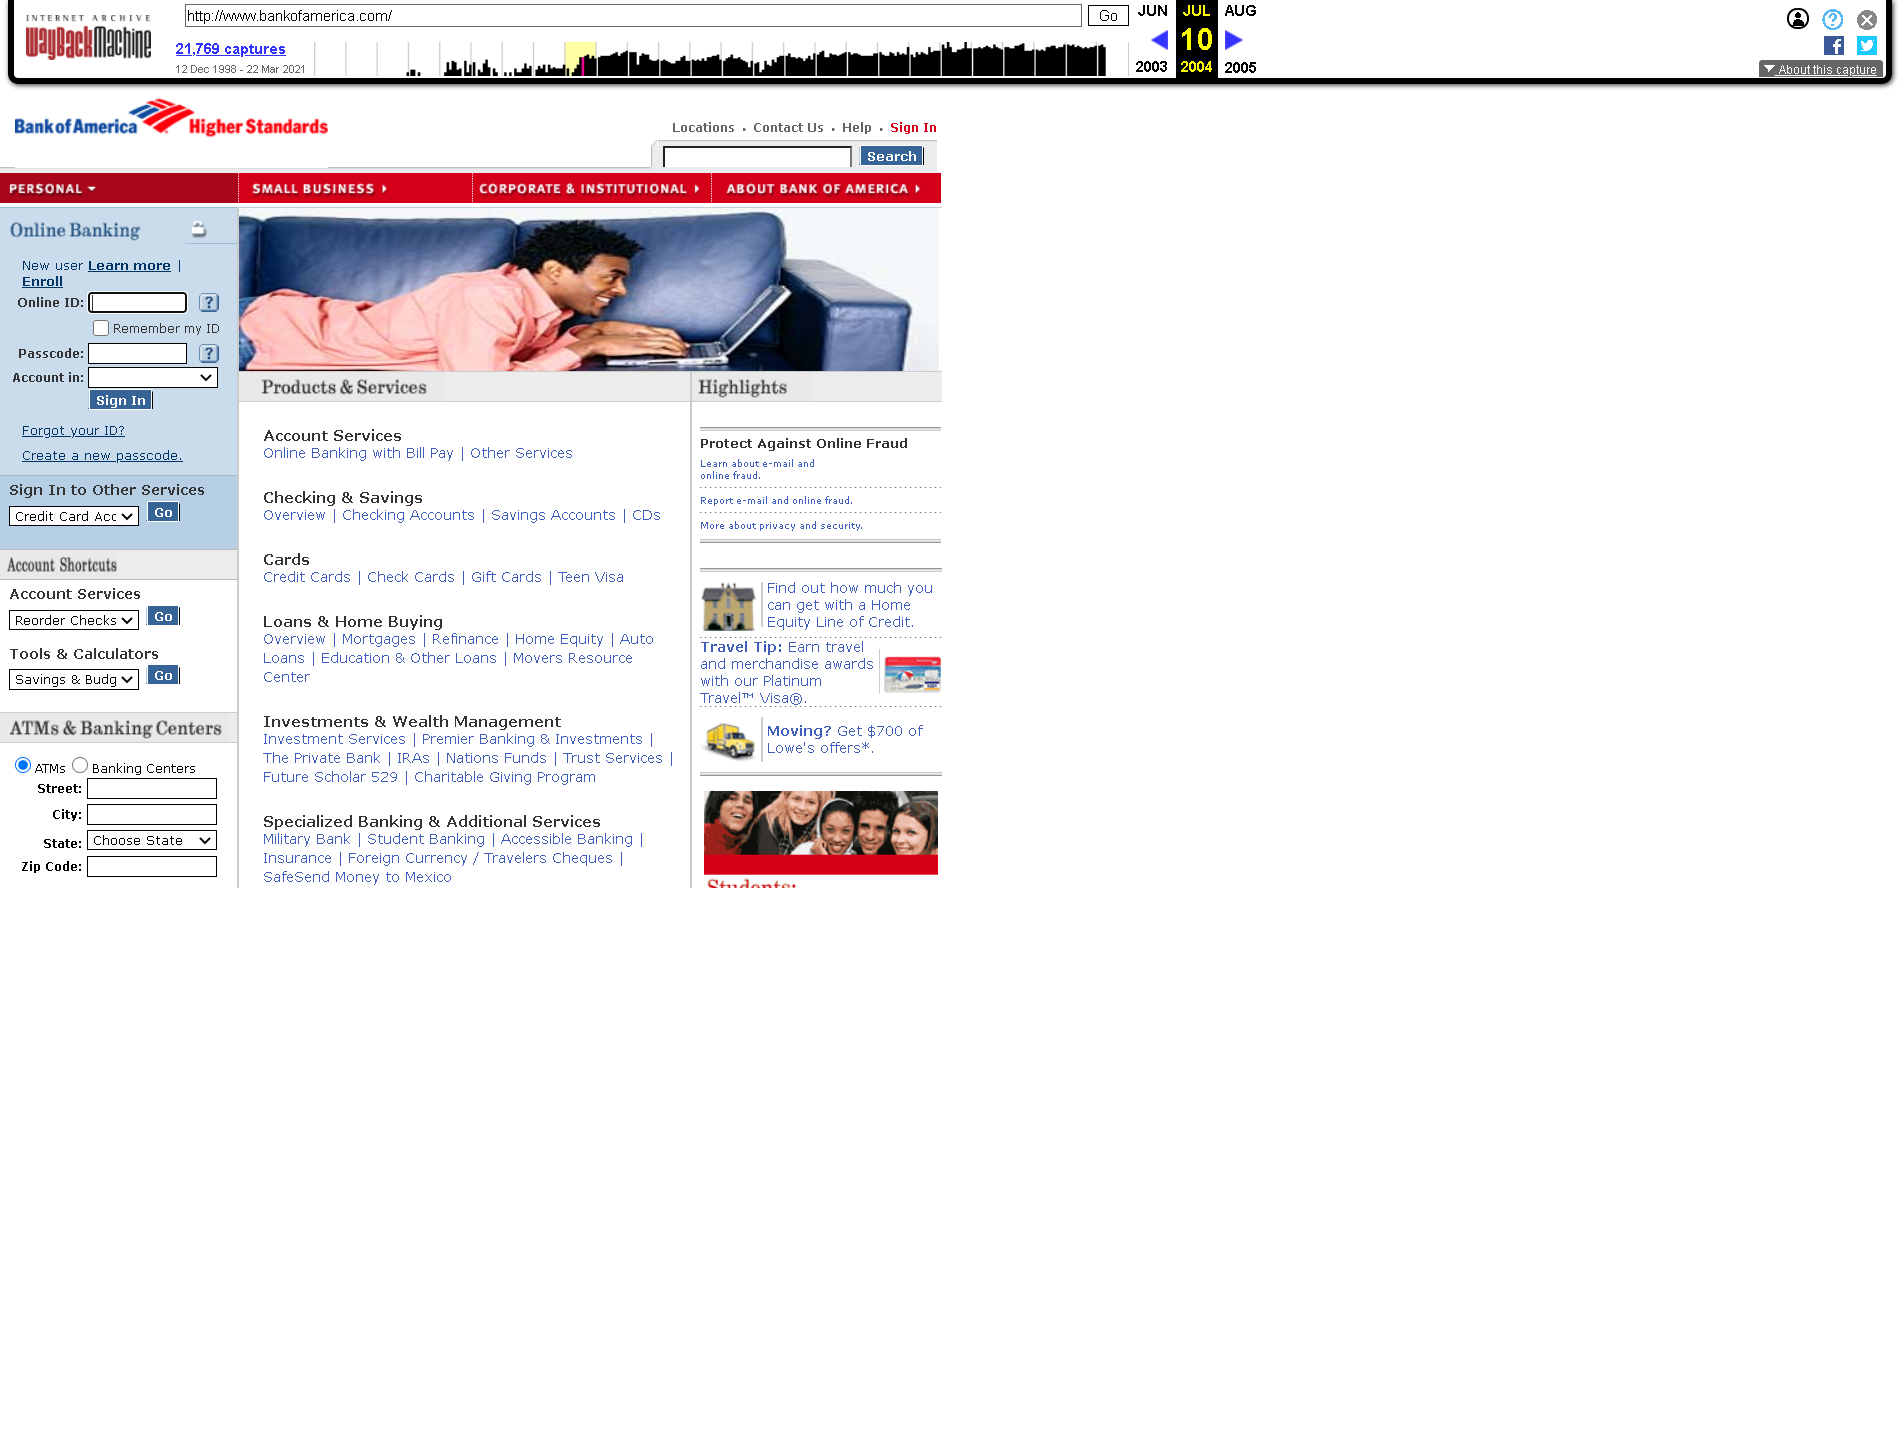 INTERNET ARCHIVE
WayBackMachine
http://www.bankofamerica.com/
Go
JUN JUL AUG
21,769 captures
10
12 Dec 1998 - 22 Mar 2021
2003 2004 2005
About this capture
Bank of America Higher Standards
Locations • Contact Us • Help • Sign In
Search
PERSONAL
SMALL BUSINESS
CORPORATE & INSTITUTIONAL
ABOUT BANK OF AMERICA
Online Banking
New user Learn more |
Enroll
Online ID:
?
Remember my ID
Passcode:
?
Account in:
Sign In
Forgot your ID?
Create a new passcode.
Sign In to Other Services
Credit Card Acc
Go
Account Shortcuts
Account Services
Reorder Checks
Go
Tools & Calculators
Savings & Budg
Go
ATMs & Banking Centers
ATMs Banking Centers
Street:
City:
State: Choose State
Zip Code:
Products & Services
Account Services
Online Banking with Bill Pay | Other Services
Checking & Savings
Overview | Checking Accounts | Savings Accounts | CDs
Cards
Credit Cards | Check Cards | Gift Cards | Teen Visa
Loans & Home Buying
Overview | Mortgages | Refinance | Home Equity | Auto
Loans | Education & Other Loans | Movers Resource
Center
Investments & Wealth Management
Investment Services | Premier Banking & Investments |
The Private Bank | IRAs | Nations Funds | Trust Services |
Future Scholar 529 | Charitable Giving Program
Specialized Banking & Additional Services
Military Bank | Student Banking | Accessible Banking |
Insurance | Foreign Currency / Travelers Cheques |
SafeSend Money to Mexico
Highlights
Protect Against Online Fraud
Learn about e-mail and
online fraud.
Report e-mail and online fraud.
More about privacy and security.
Find out how much you
can get with a Home
Equity Line of Credit.
Travel Tip: Earn travel
and merchandise awards
with our Platinum
Travel™ Visa®.
Moving? Get $700 of
Lowe's offers*.
Students: